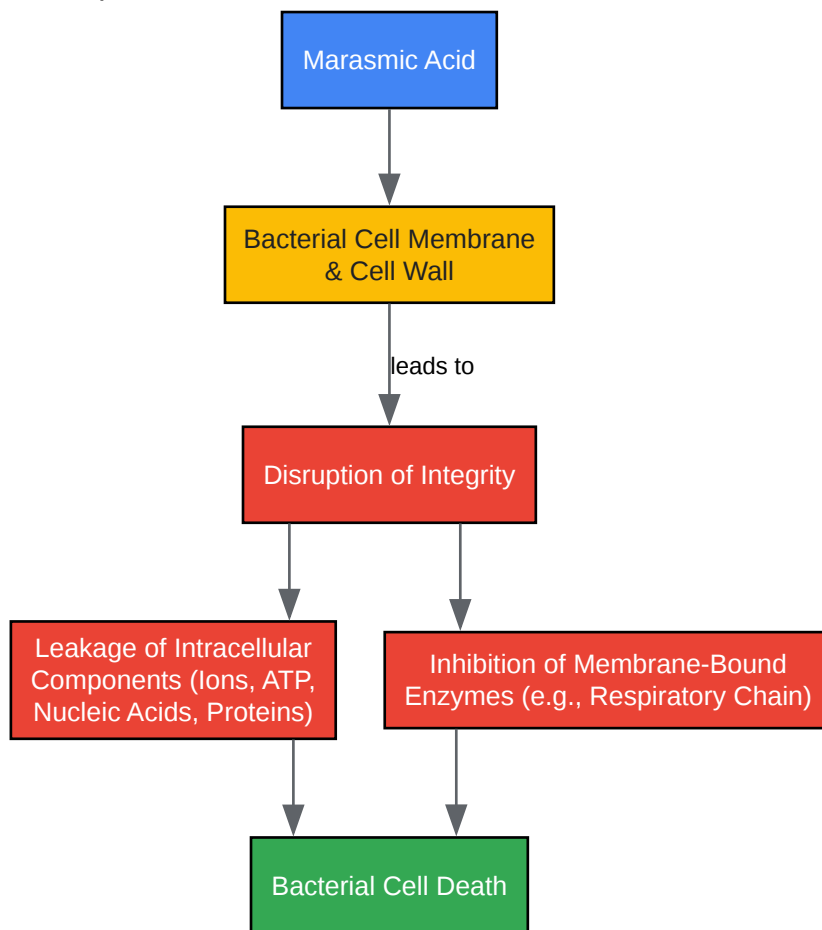 Marasmic Acid
Bacterial Cell Membrane
& Cell Wall
leads to
Disruption of Integrity
Leakage of Intracellular
Components (Ions, ATP,
Nucleic Acids, Proteins)
Inhibition of Membrane-Bound
Enzymes (e.g., Respiratory Chain)
Bacterial Cell Death